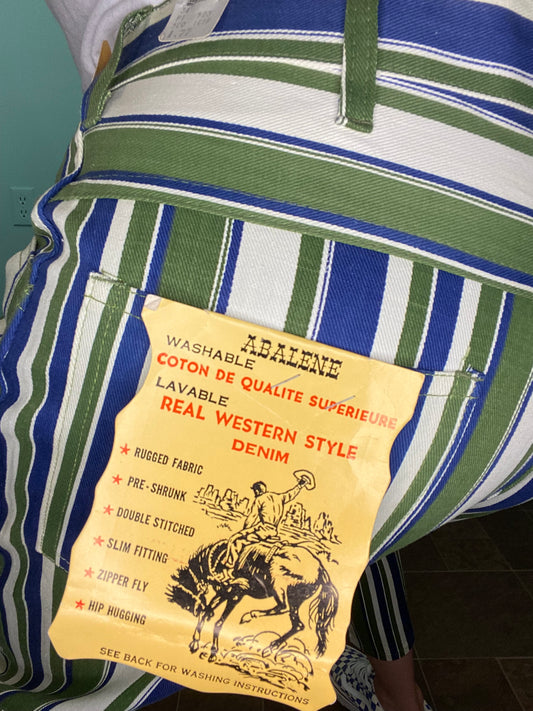 ABALENE
WASHABLE
COTON DE QUALITE SUPERIEURE
LAVABLE
REAL WESTERN STYLE
DENIM
★ RUGGED FABRIC
★ PRE-SHRUNK
★ DOUBLE STITCHED
★ SLIM FITTING
★ ZIPPER FLY
★ HIP HUGGING
SEE BACK FOR WASHING INSTRUCTIONS